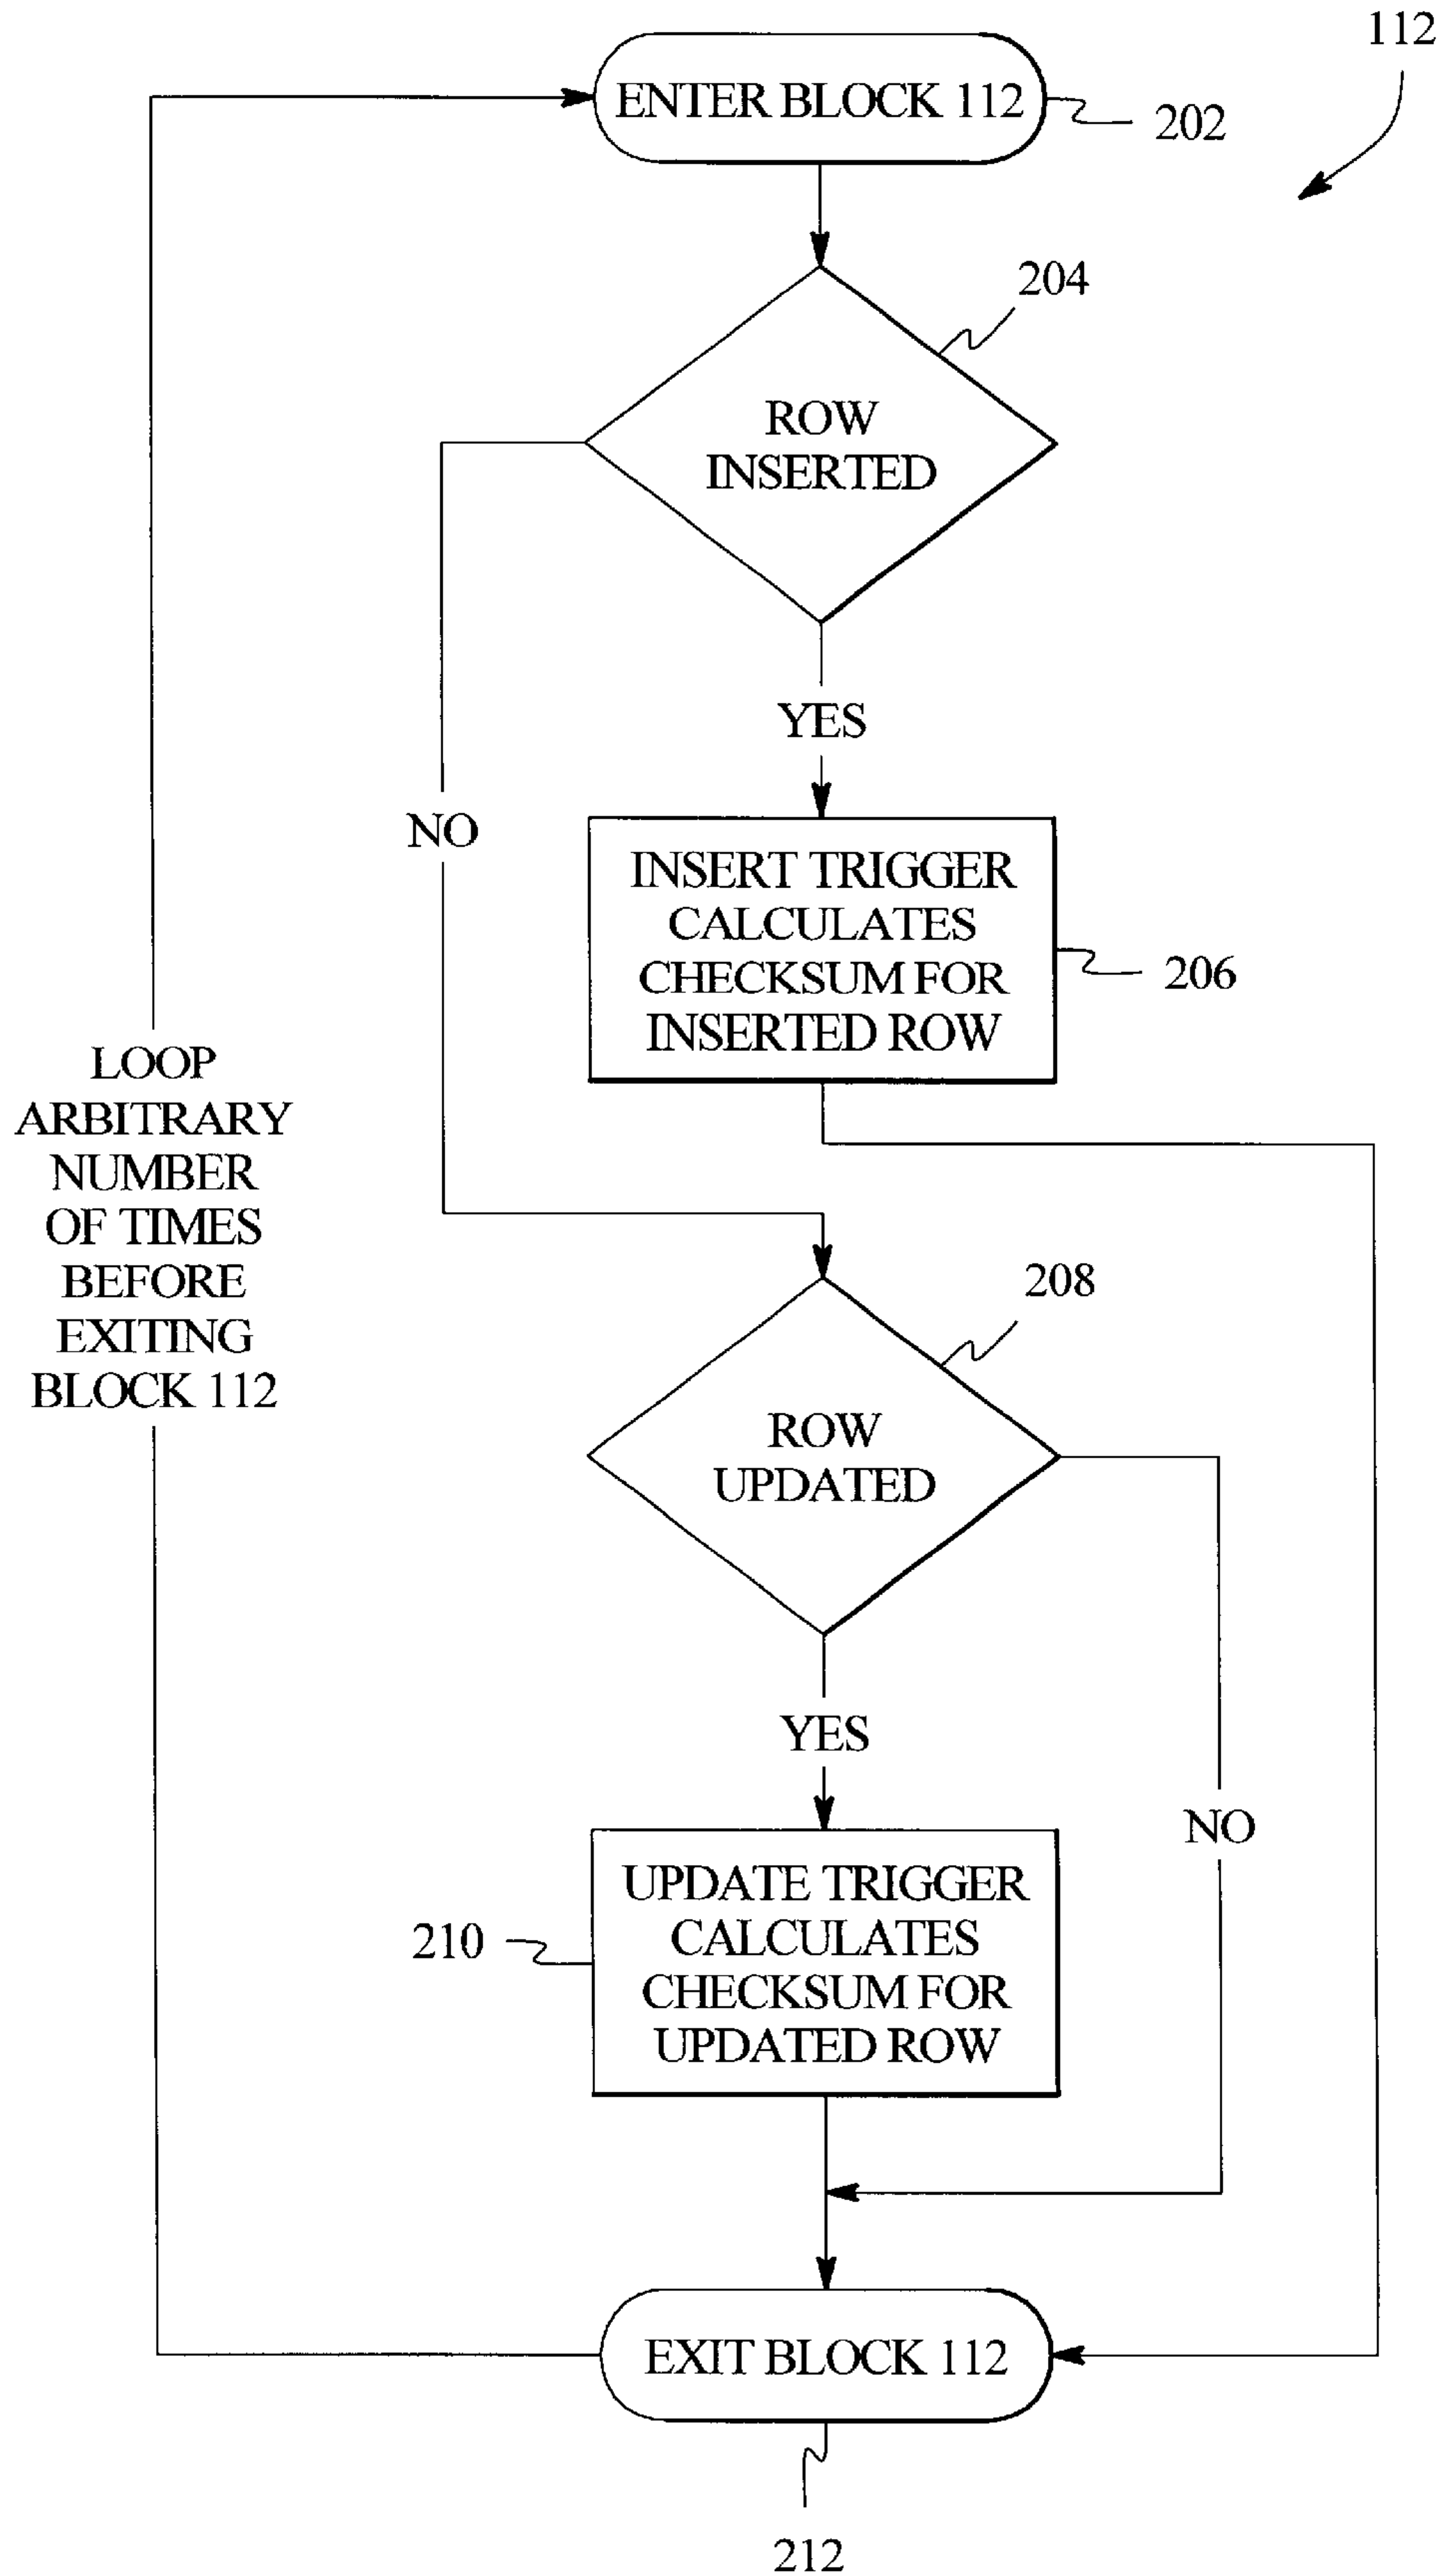 112
ENTER BLOCK 112
202
204
ROW
INSERTED
YES
NO
INSERT TRIGGER
CALCULATES
CHECKSUM FOR
INSERTED ROW
206
LOOP
ARBITRARY
NUMBER
OF TIMES
BEFORE
EXITING
BLOCK 112
208
ROW
UPDATED
YES
NO
UPDATE TRIGGER
CALCULATES
CHECKSUM FOR
UPDATED ROW
210
EXIT BLOCK 112
212